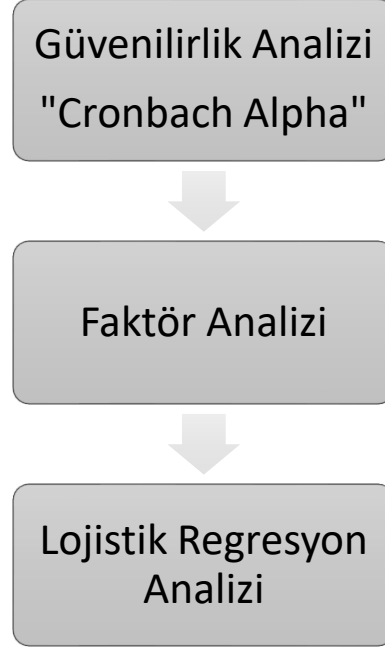 Güvenilirlik Analizi
"Cronbach Alpha"
Faktör Analizi
Lojistik Regresyon
Analizi